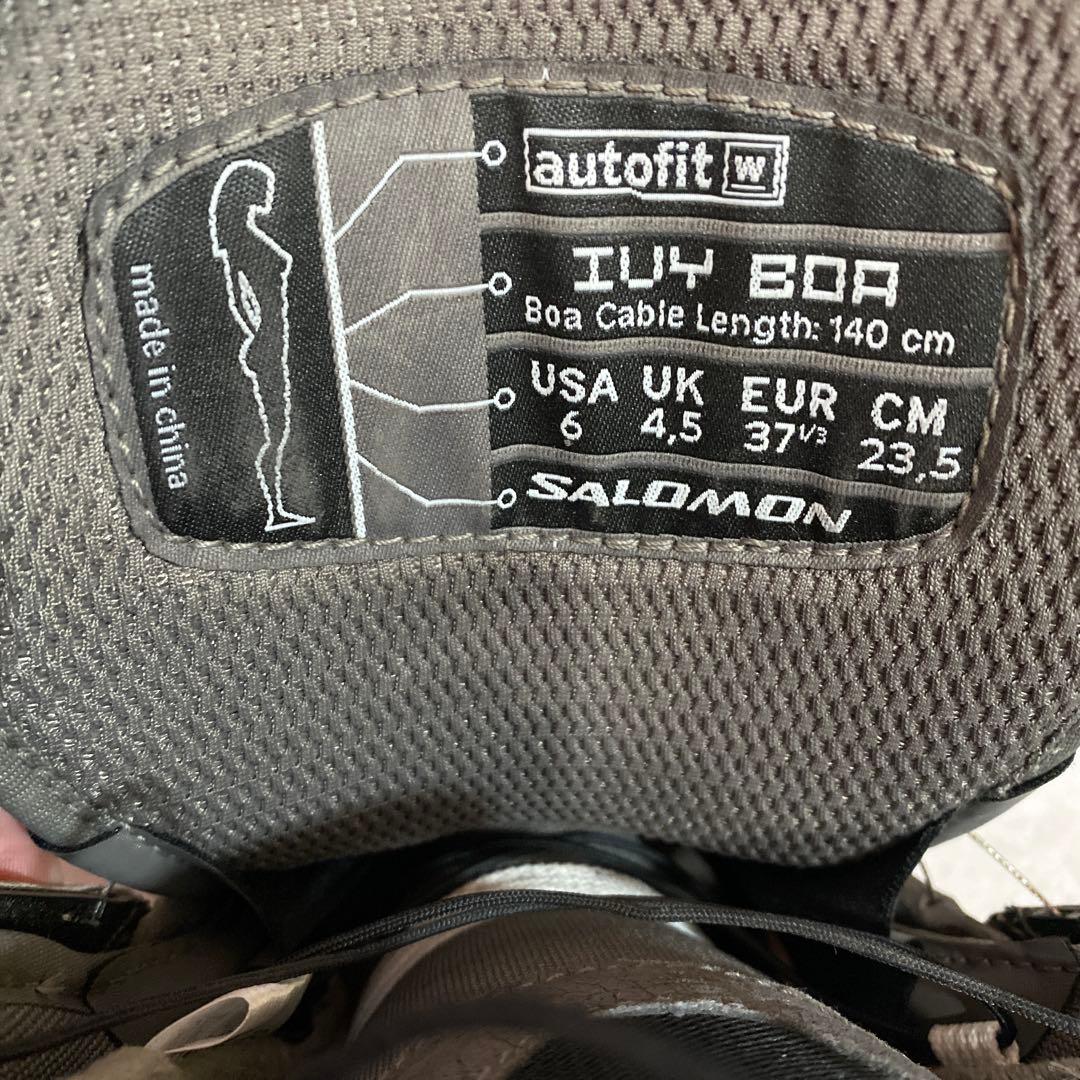 autofit w
IVY BOA
Boa Cable Length: 140 cm
USA UK EUR CM
6 4,5 37 1/3 23,5
SALOMON
made in china